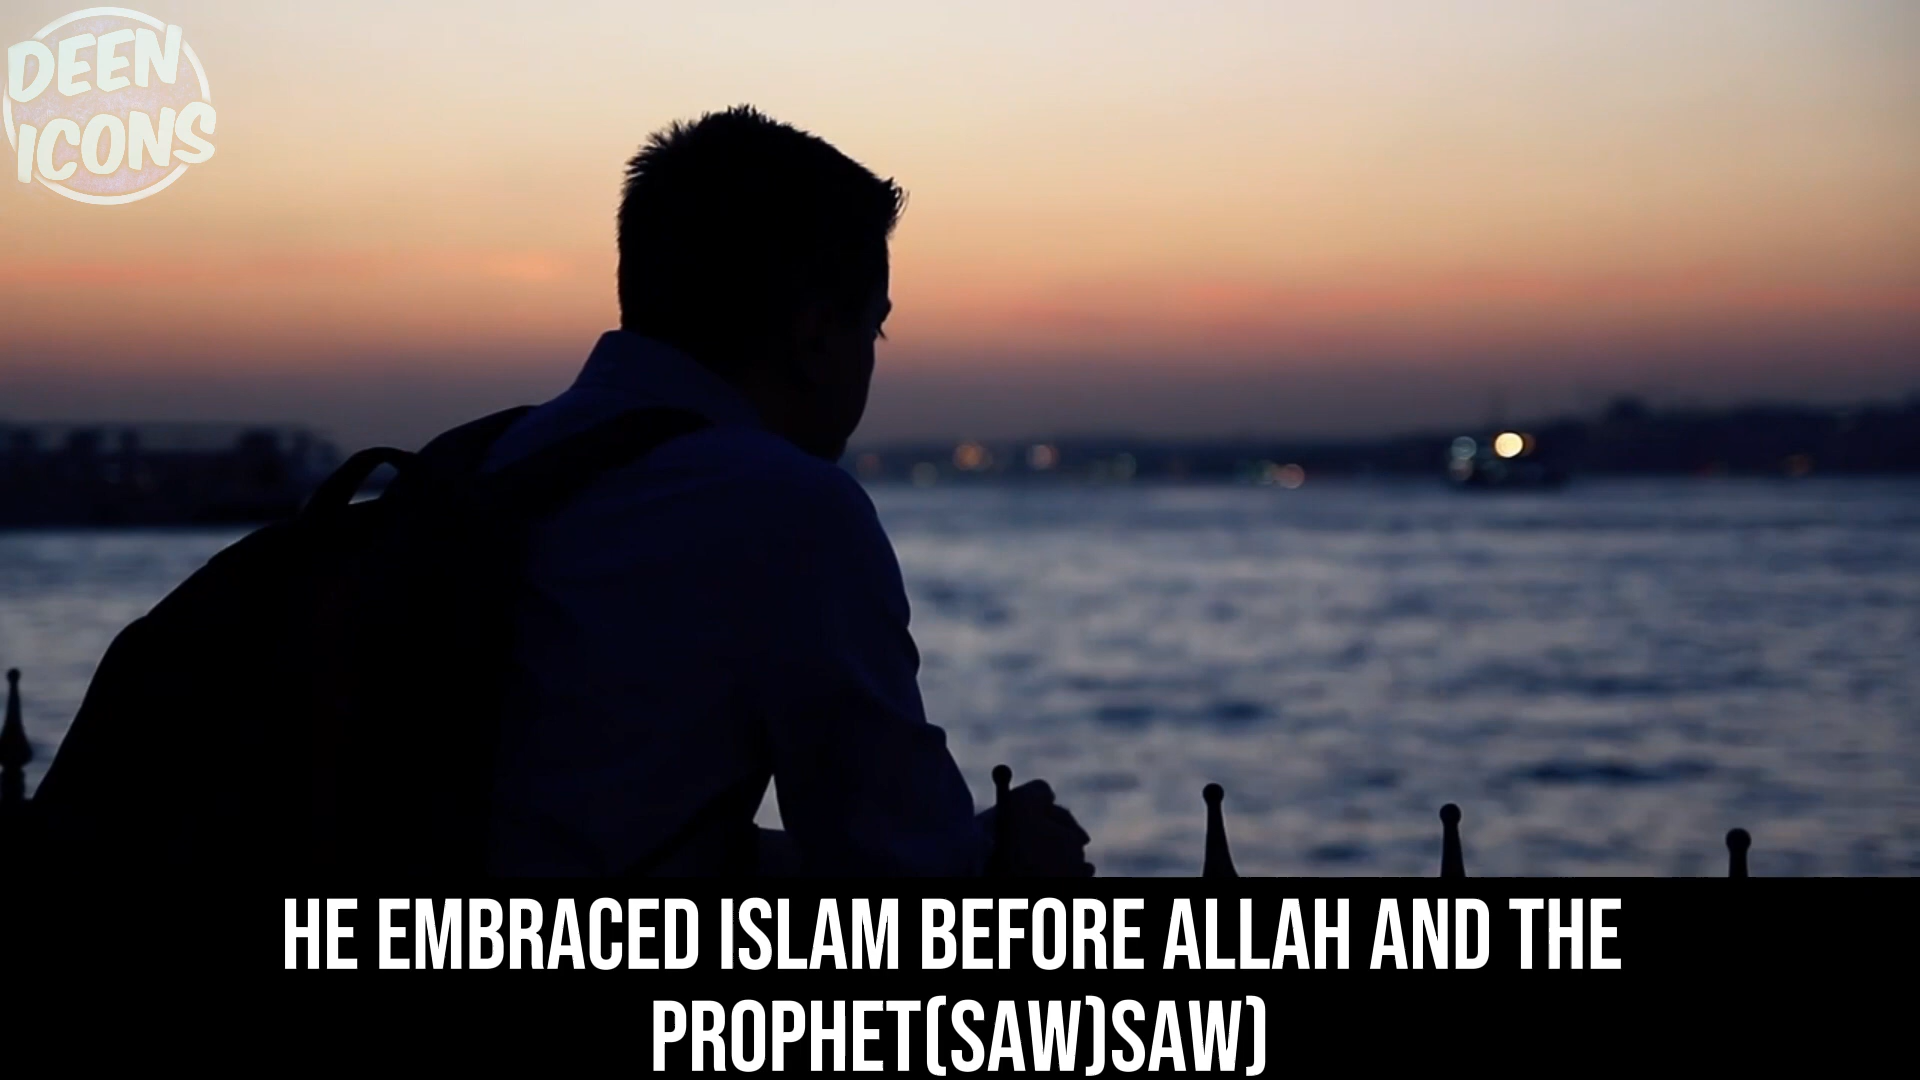 DEEN
ICONS
HE EMBRACED ISLAM BEFORE ALLAH AND THE
PROPHET(SAW)SAW)